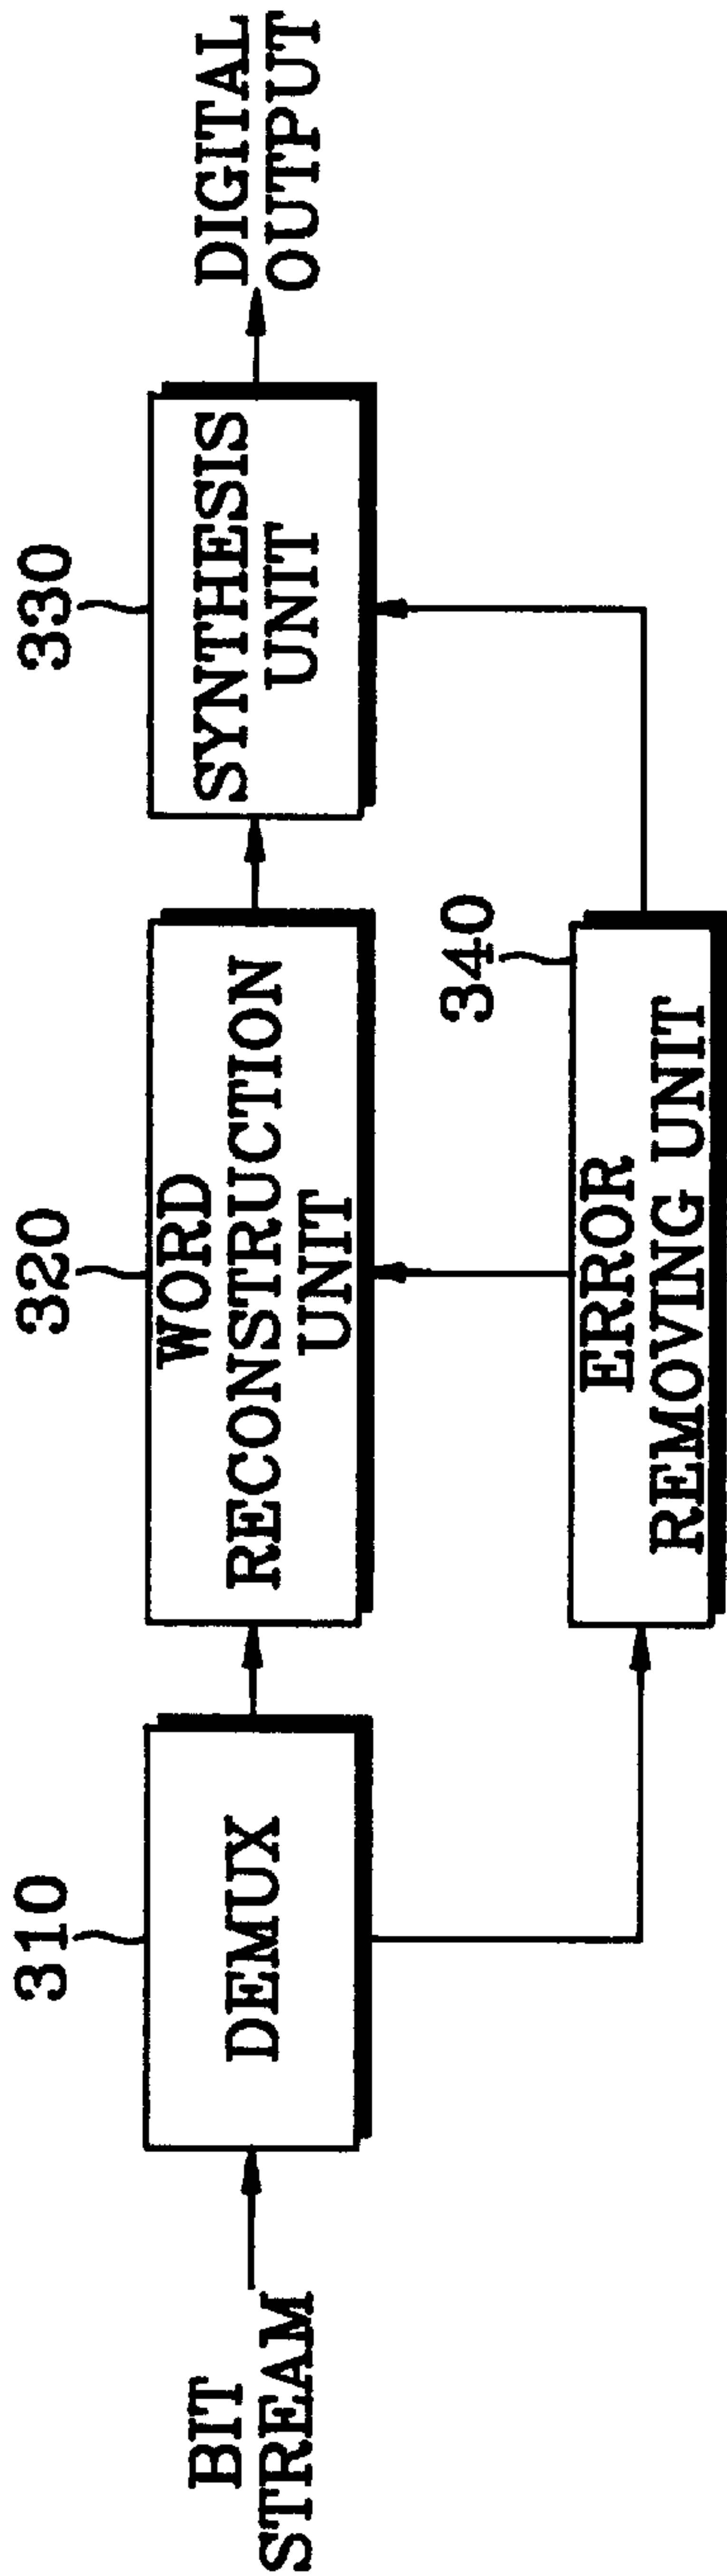 BIT
STREAM
310
DEMUX
320
WORD
RECONSTRUCTION
UNIT
330
SYNTHESIS
UNIT
DIGITAL
OUTPUT
340
ERROR
REMOVING UNIT